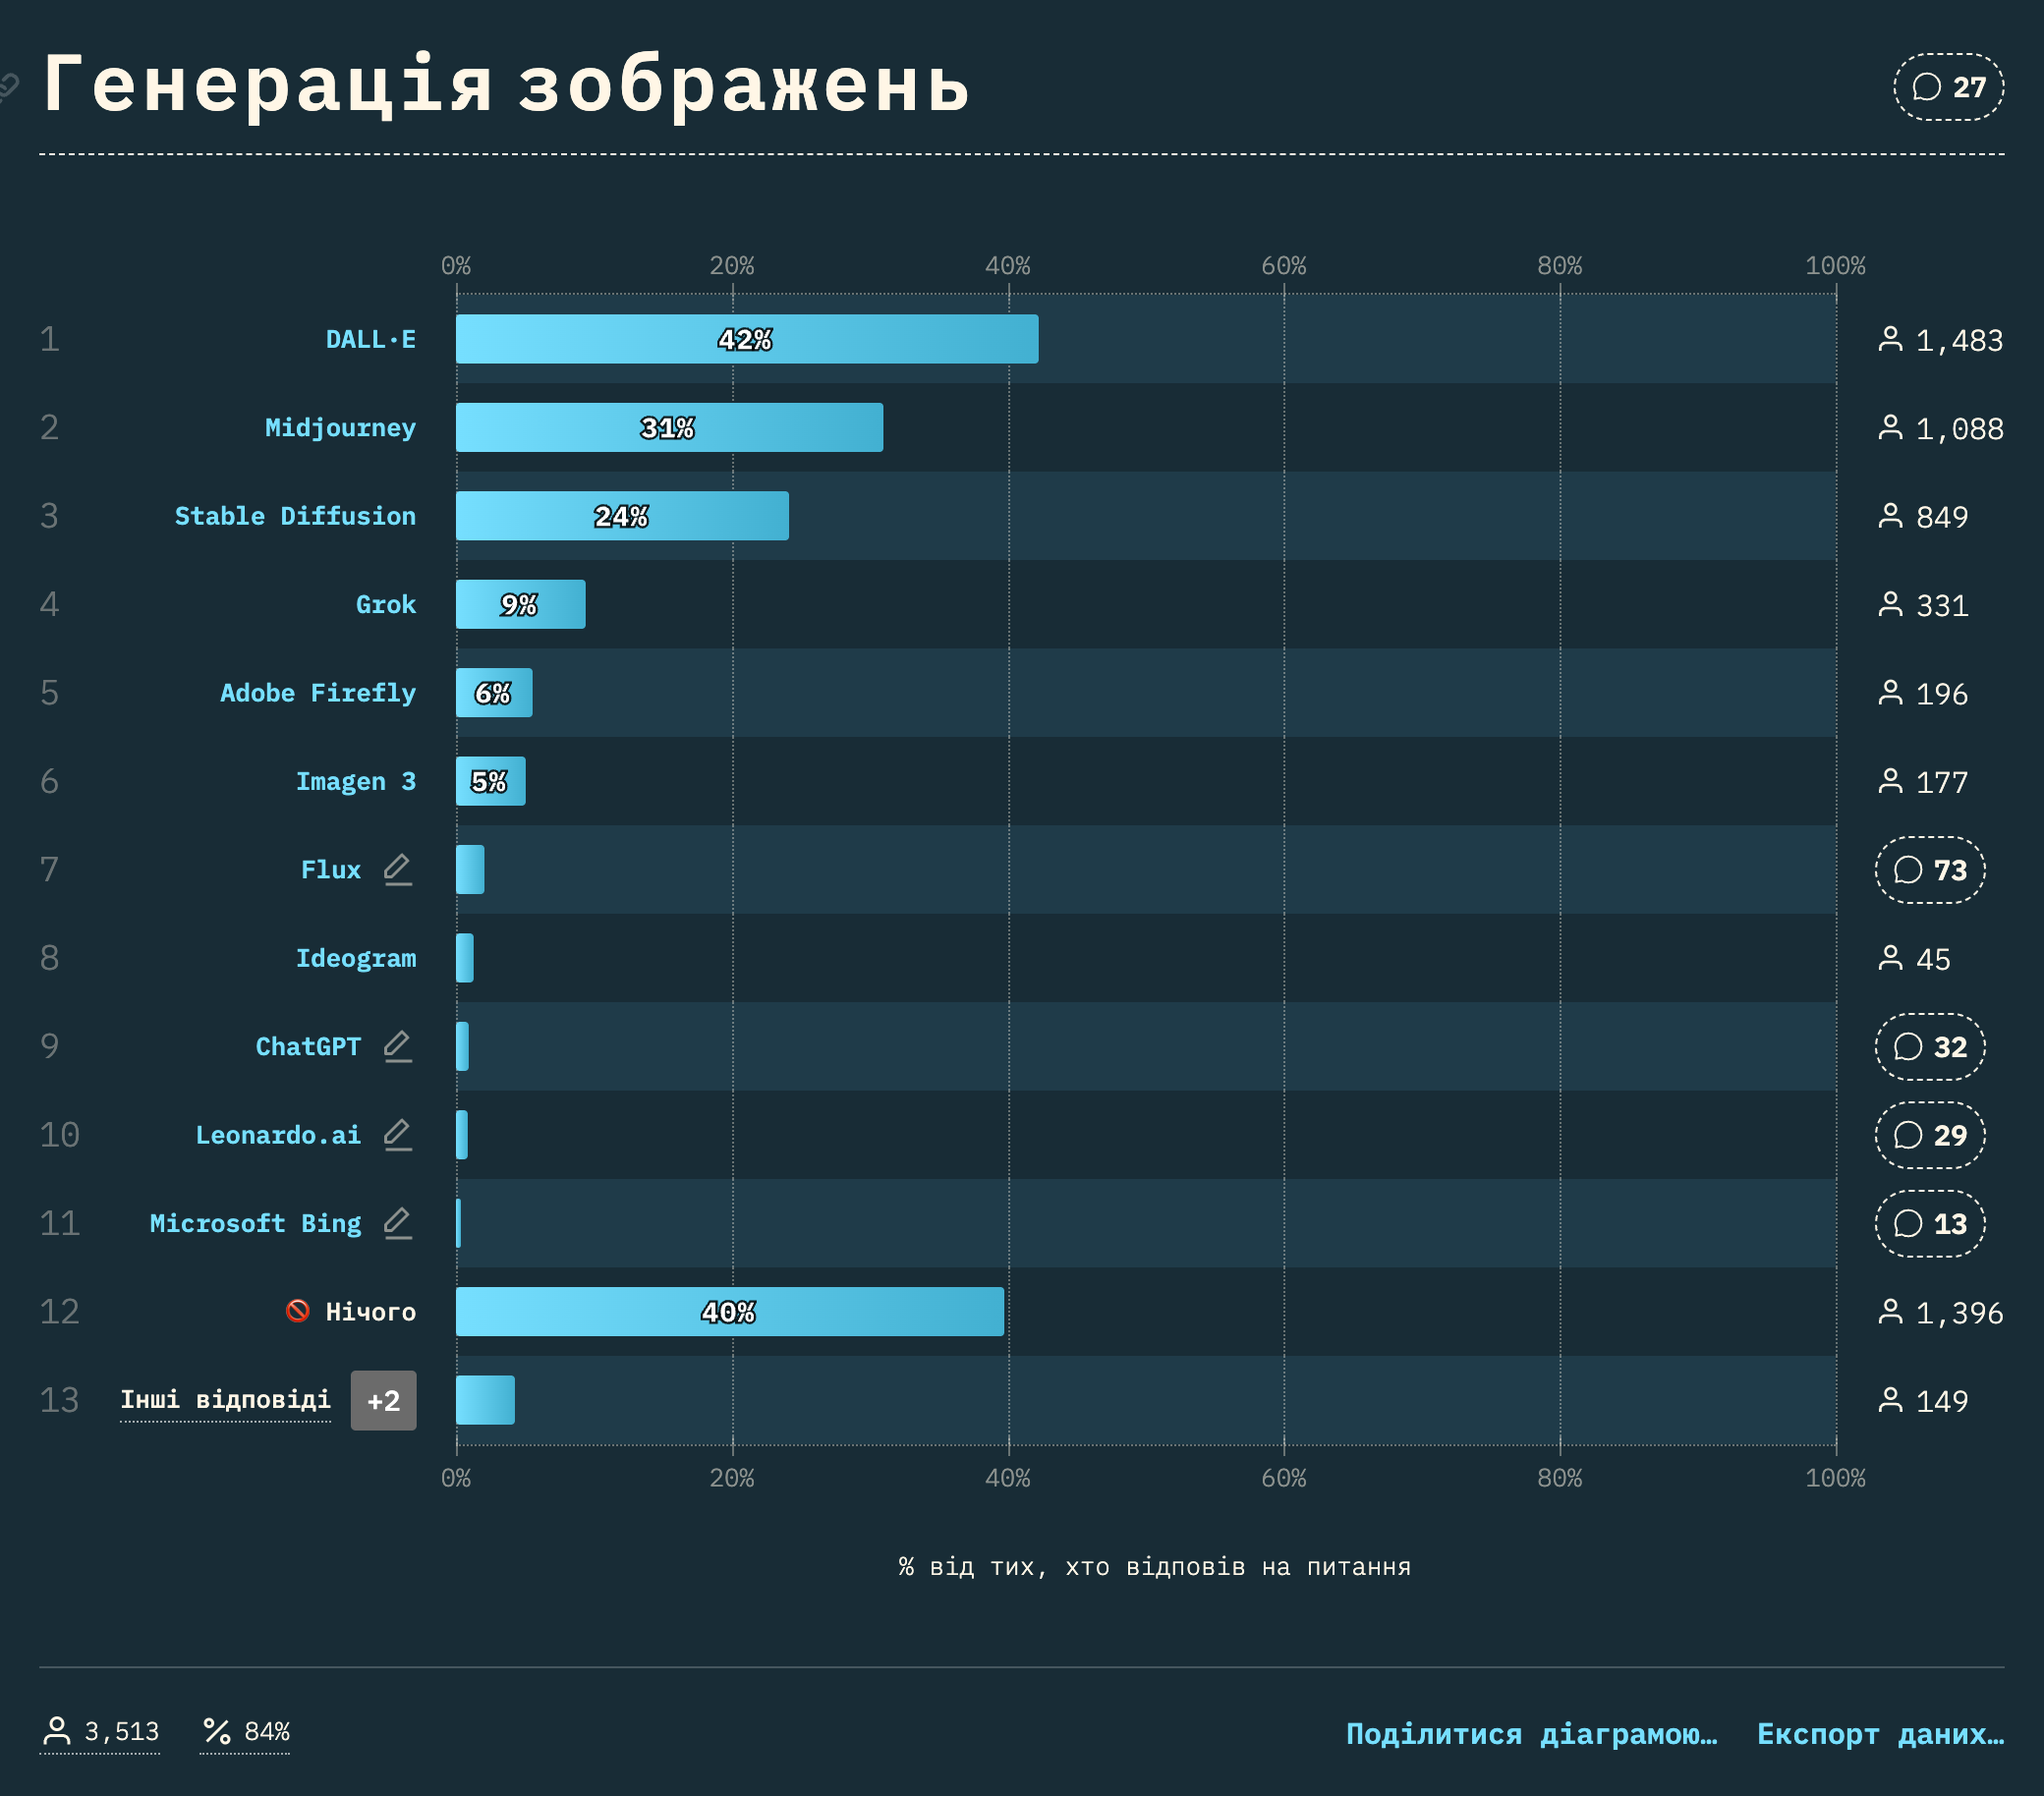 Генерація зображень
27
0% 20% 40% 60% 80% 100%
1 DALL·E 42% 1,483
2 Midjourney 31% 1,088
3 Stable Diffusion 24% 849
4 Grok 9% 331
5 Adobe Firefly 6% 196
6 Imagen 3 5% 177
7 Flux 73
8 Ideogram 45
9 ChatGPT 32
10 Leonardo.ai 29
11 Microsoft Bing 13
12 Нічого 40% 1,396
13 Інші відповіді +2 149
0% 20% 40% 60% 80% 100%
% від тих, хто відповів на питання
3,513 % 84% Поділитися діаграмою… Експорт даних…